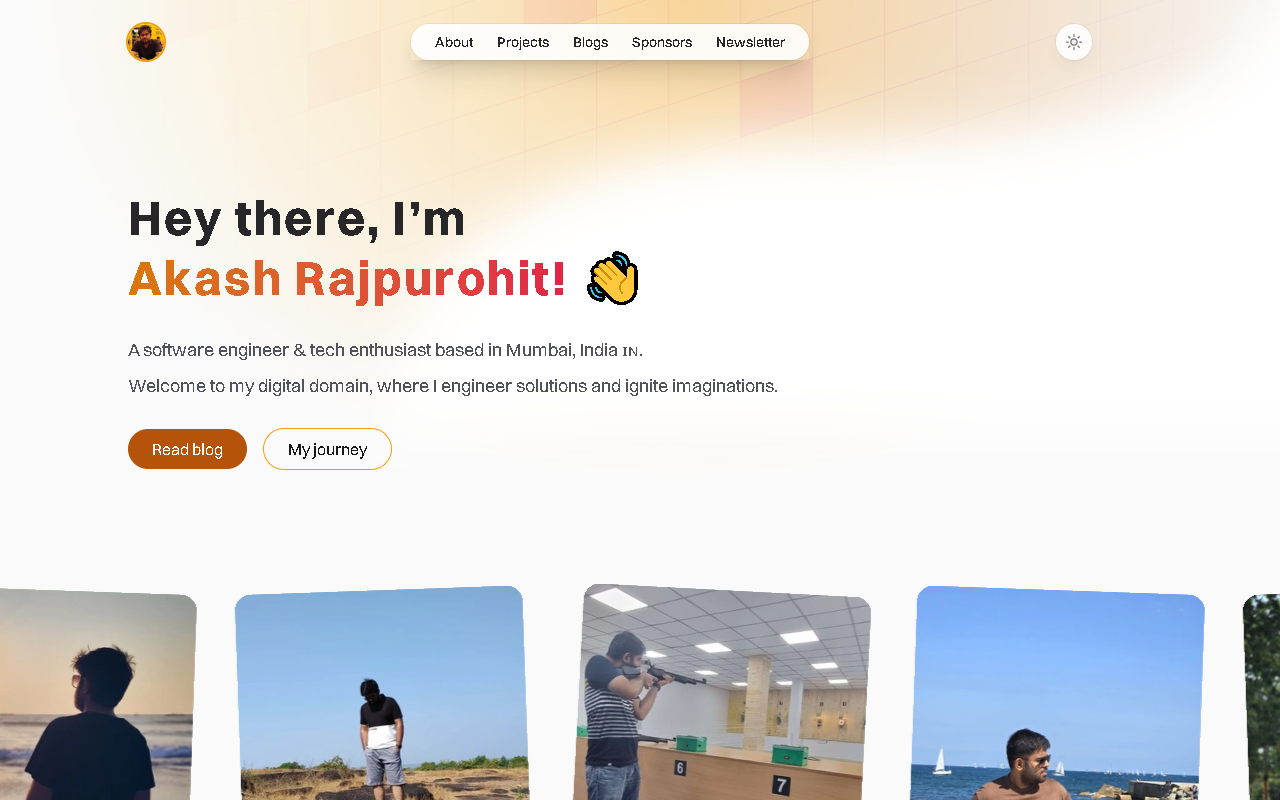 About
Projects
Blogs
Sponsors
Newsletter
Hey there, I’m
Akash Rajpurohit!
A software engineer & tech enthusiast based in Mumbai, India IN.
Welcome to my digital domain, where I engineer solutions and ignite imaginations.
Read blog
My journey
6
7